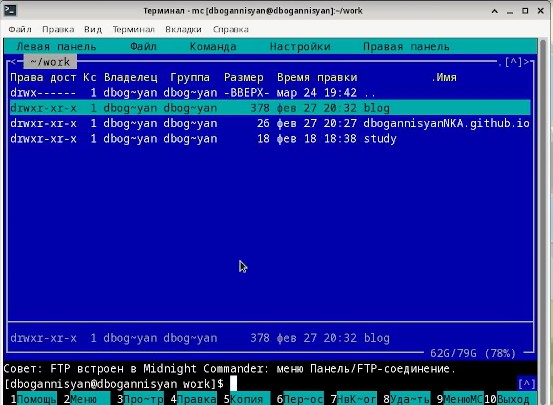 Терминал - mc [dbogannisyan@dbogannisyan]:~/work
Файл Правка Вид Терминал Вкладки Справка
Левая панель Файл Команда Настройки Правая панель
<─ ~/work ─.[^]>
Права дост Кс Владелец Группа Размер Время правки .Имя
drwx------ 1 dbog~yan dbog~yan -ВВЕРХ- мар 24 19:42 ..
drwxr-xr-x 1 dbog~yan dbog~yan 378 фев 27 20:32 blog
drwxr-xr-x 1 dbog~yan dbog~yan 26 фев 27 20:27 dbogannisyanNKA.github.io
drwxr-xr-x 1 dbog~yan dbog~yan 18 фев 18 18:38 study
drwxr-xr-x 1 dbog~yan dbog~yan 378 фев 27 20:32 blog
62G/79G (78%)
Совет: FTP встроен в Midnight Commander: меню Панель/FTP-соединение.
[dbogannisyan@dbogannisyan work]$ [^]
1Помощь 2Меню 3Про~тр 4Правка 5Копия 6Пер~ос 7НвК~ог 8Уда~ть 9МенюMC 10Выход